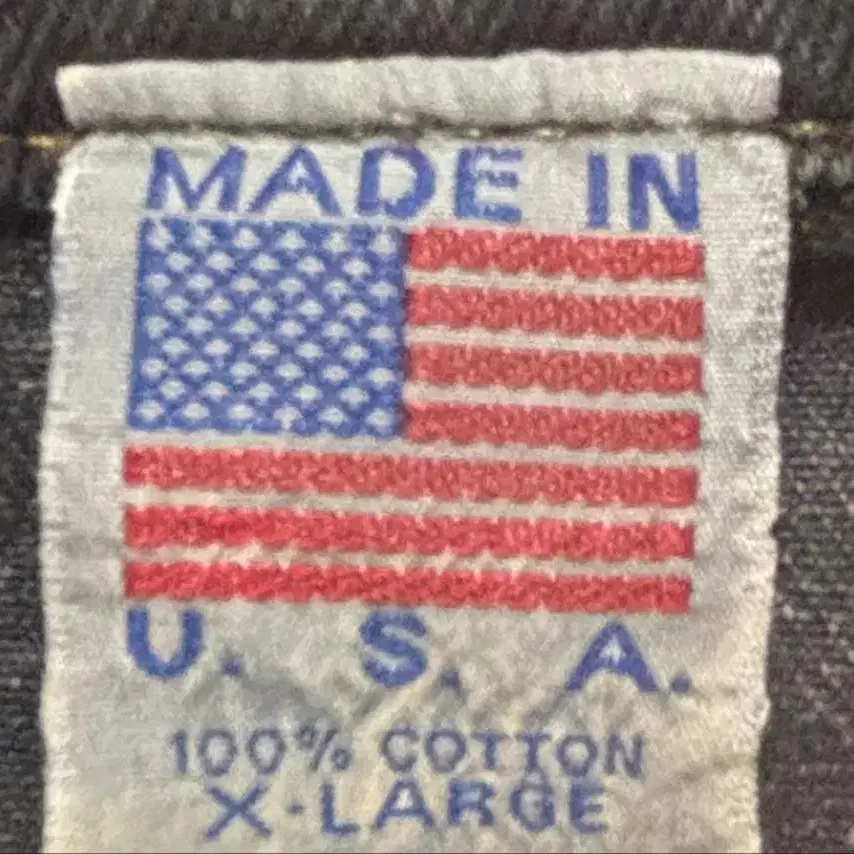 MADE IN
U. S. A.
100% COTTON
X-LARGE